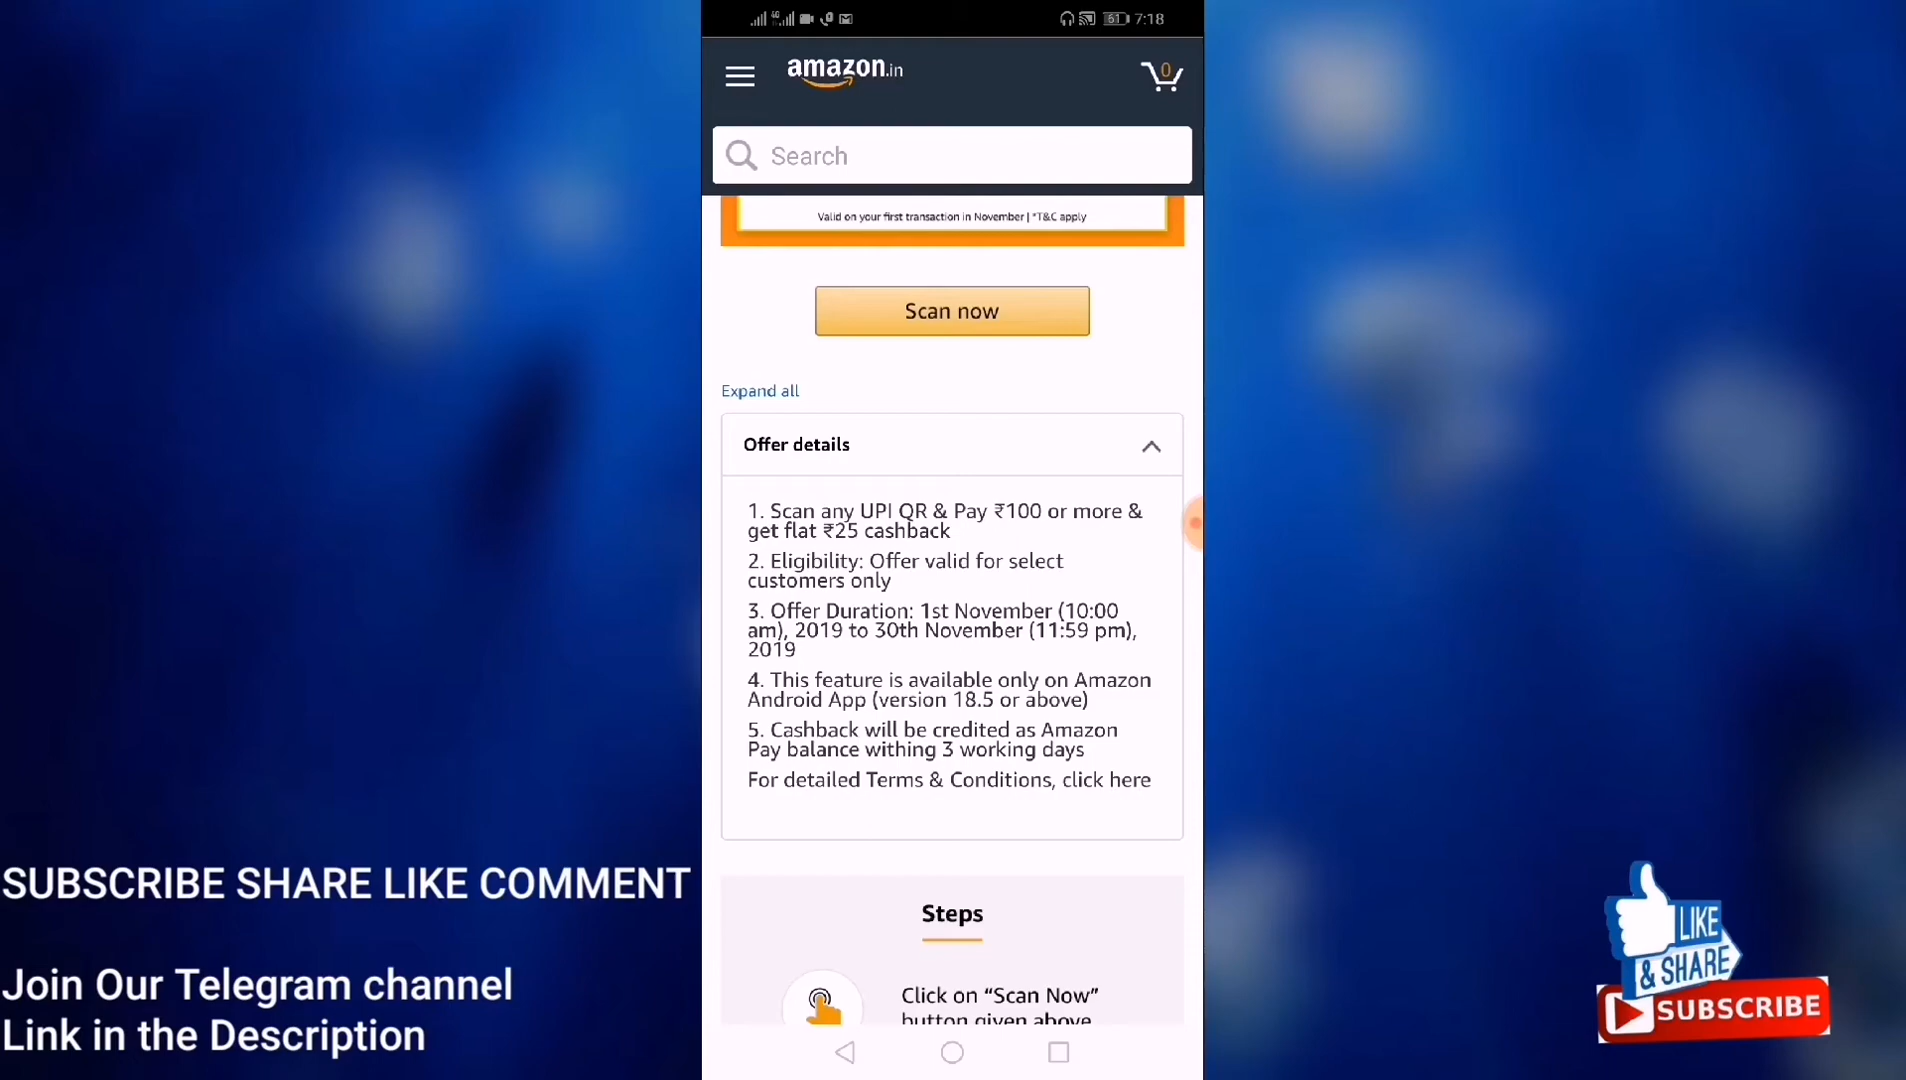 7:18
61
amazon.in
0
Search
Valid on your first transaction in November | *T&C apply
Scan now
Expand all
Offer details
1. Scan any UPI QR & Pay ₹100 or more &
get flat ₹25 cashback
2. Eligibility: Offer valid for select
customers only
3. Offer Duration: 1st November (10:00
am), 2019 to 30th November (11:59 pm),
2019
4. This feature is available only on Amazon
Android App (version 18.5 or above)
5. Cashback will be credited as Amazon
Pay balance withing 3 working days
For detailed Terms & Conditions, click here
Steps
Click on “Scan Now”
button given above
SUBSCRIBE SHARE LIKE COMMENT
Join Our Telegram channel
Link in the Description
LIKE
& SHARE
SUBSCRIBE